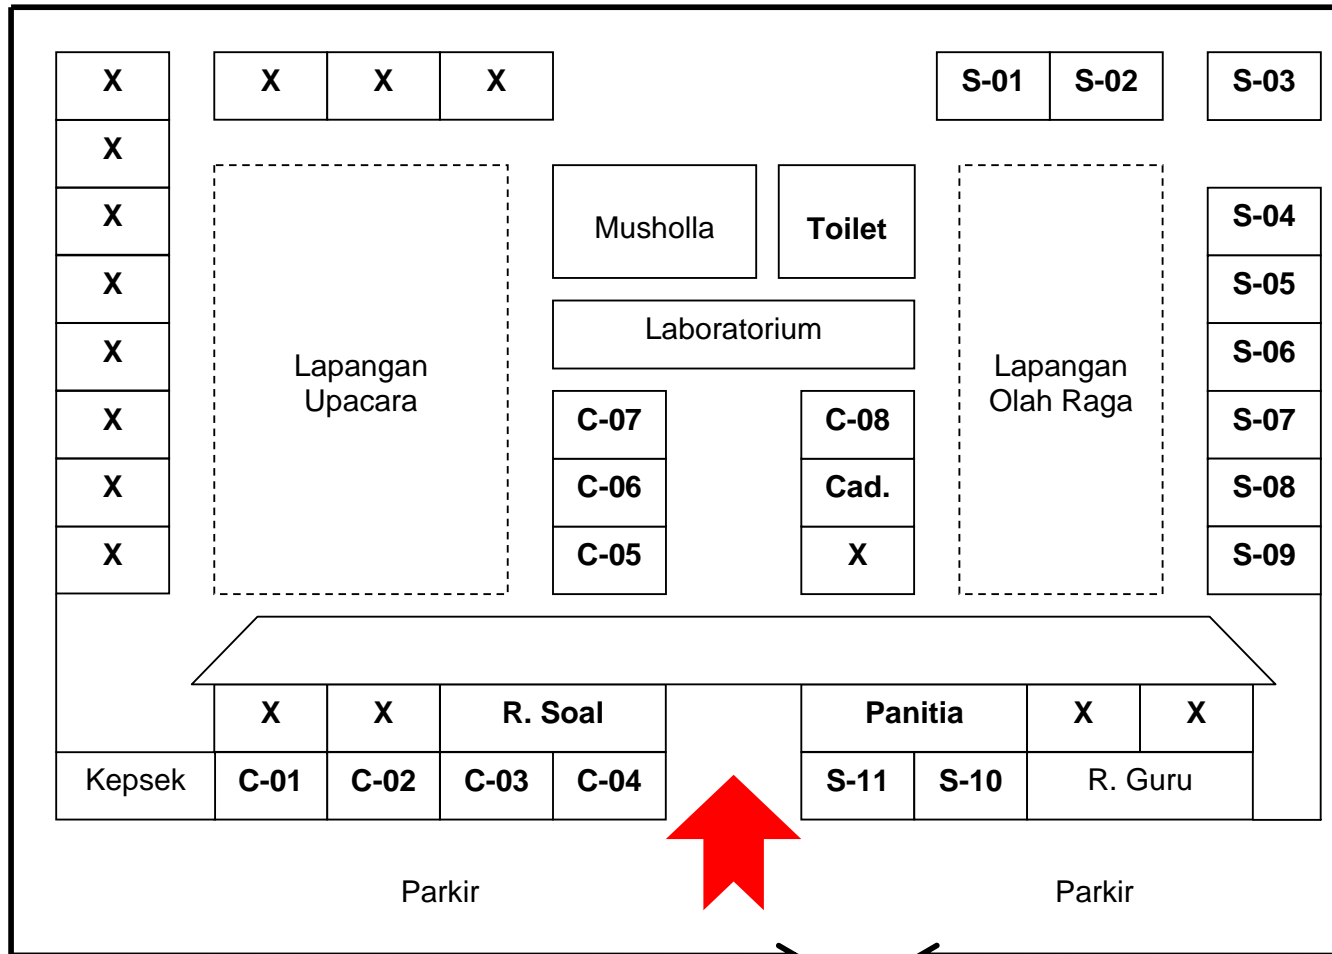 X X X X S-01 S-02 S-03
X
X Musholla Toilet S-04
X S-05
Laboratorium
X Lapangan Lapangan S-06
Upacara Olah Raga
X C-07 C-08 S-07
X C-06 Cad. S-08
X C-05 X S-09
X X R. Soal Panitia X X
Kepsek C-01 C-02 C-03 C-04 S-11 S-10 R. Guru
Parkir Parkir